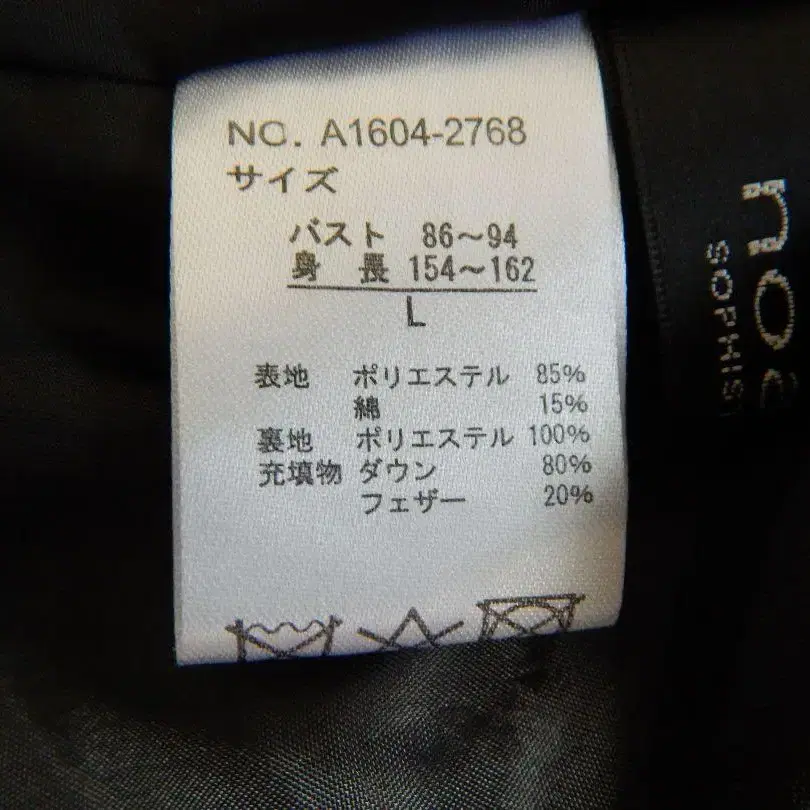 NO. A1604-2768
サイズ
バスト 86～94
身 長 154～162
L
表地 ポリエステル 85%
綿 15%
裏地 ポリエステル 100%
充填物 ダウン 80%
フェザー 20%